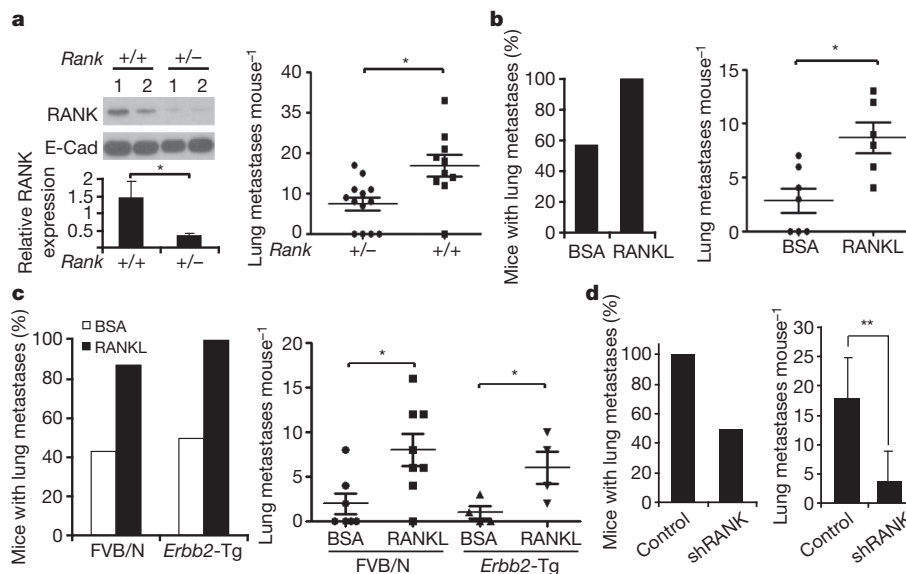 a
Rank +/+ +/–
1 2 1 2
RANK
E-Cad
Relative RANK expression
1.5
2
1
0.5
0
*
Rank +/+ +/–
Lung metastases mouse⁻¹
40
35
20
10
0
*
Rank +/– +/+
b
Mice with lung metastases (%)
100
80
60
40
20
0
BSA RANKL
Lung metastases mouse⁻¹
15
10
5
0
*
BSA RANKL
c
BSA
RANKL
Mice with lung metastases (%)
100
80
60
40
20
0
FVB/N Erbb2-Tg
Lung metastases mouse⁻¹
20
15
10
5
0
* *
BSA RANKL BSA RANKL
FVB/N Erbb2-Tg
d
Mice with lung metastases (%)
100
80
60
40
20
0
Control shRANK
Lung metastases mouse⁻¹
30
25
20
15
10
5
0
**
Control shRANK